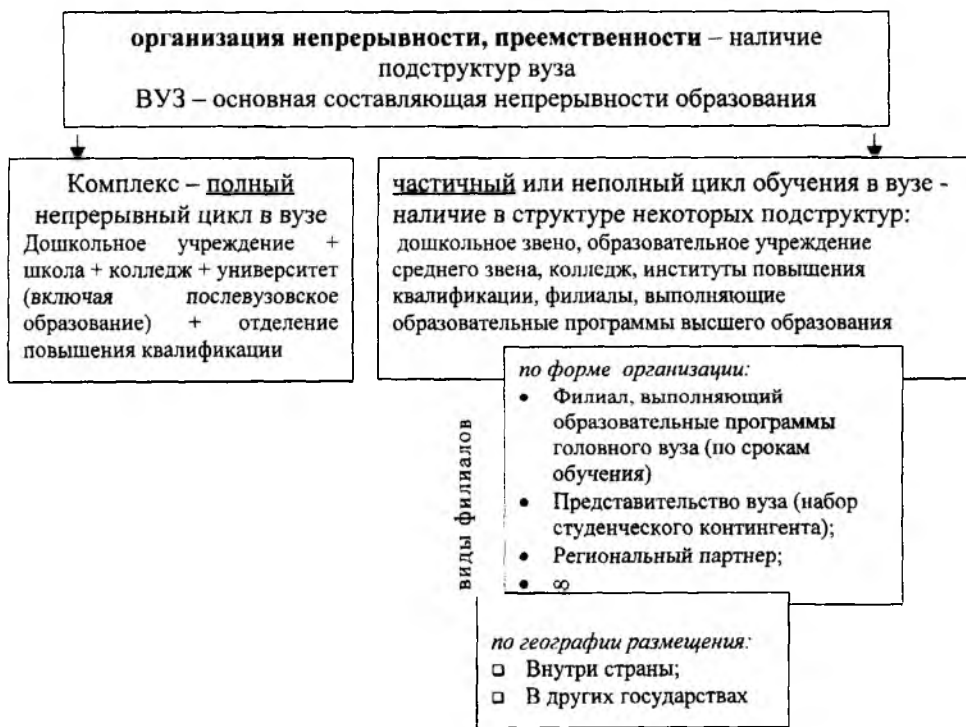 организация непрерывности, преемственности – наличие
подструктур вуза
ВУЗ – основная составляющая непрерывности образования
Комплекс – полный
непрерывный цикл в вузе
Дошкольное учреждение +
школа + колледж + университет
(включая послевузовское
образование) + отделение
повышения квалификации
частичный или неполный цикл обучения в вузе -
наличие в структуре некоторых подструктур:
дошкольное звено, образовательное учреждение
среднего звена, колледж, институты повышения
квалификации, филиалы, выполняющие
образовательные программы высшего образования
виды филиалов
по форме организации:
• Филиал, выполняющий
образовательные программы
головного вуза (по срокам
обучения)
• Представительство вуза (набор
студенческого контингента);
• Региональный партнер;
• ∞
по географии размещения:
□ Внутри страны;
□ В других государствах